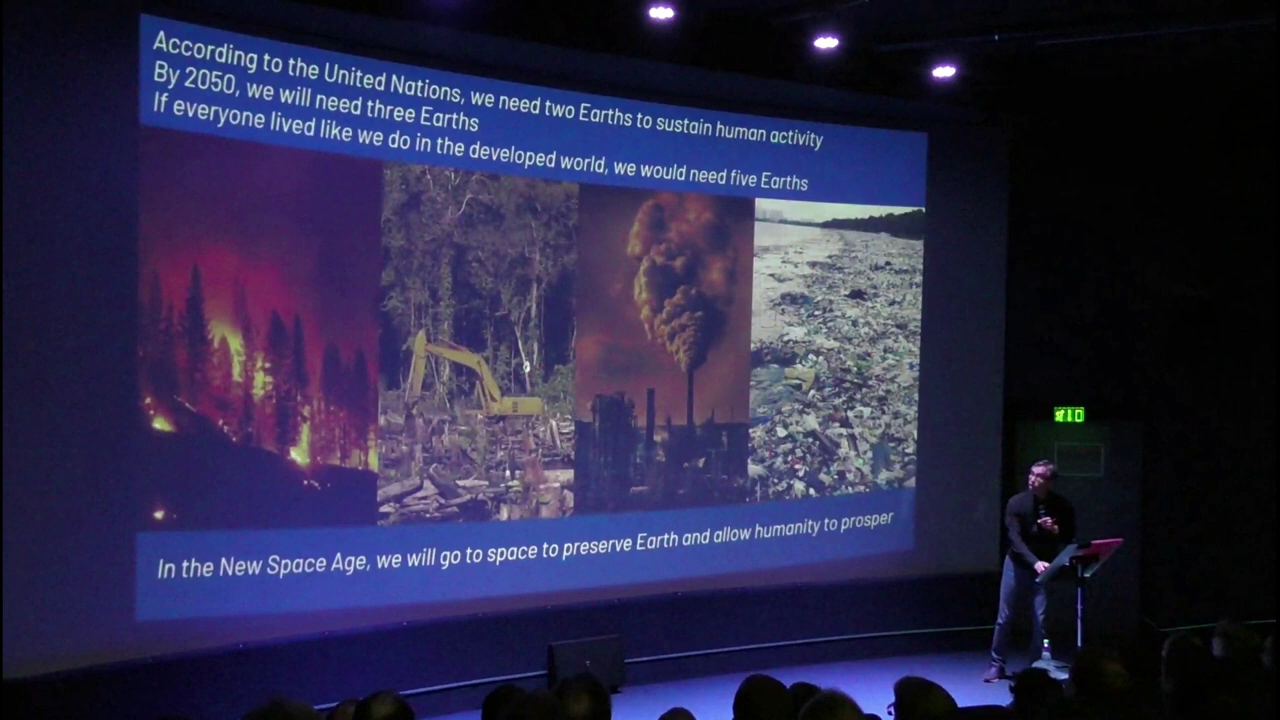 According to the United Nations, we need two Earths to sustain human activity
By 2050, we will need three Earths
If everyone lived like we do in the developed world, we would need five Earths
In the New Space Age, we will go to space to preserve Earth and allow humanity to prosper